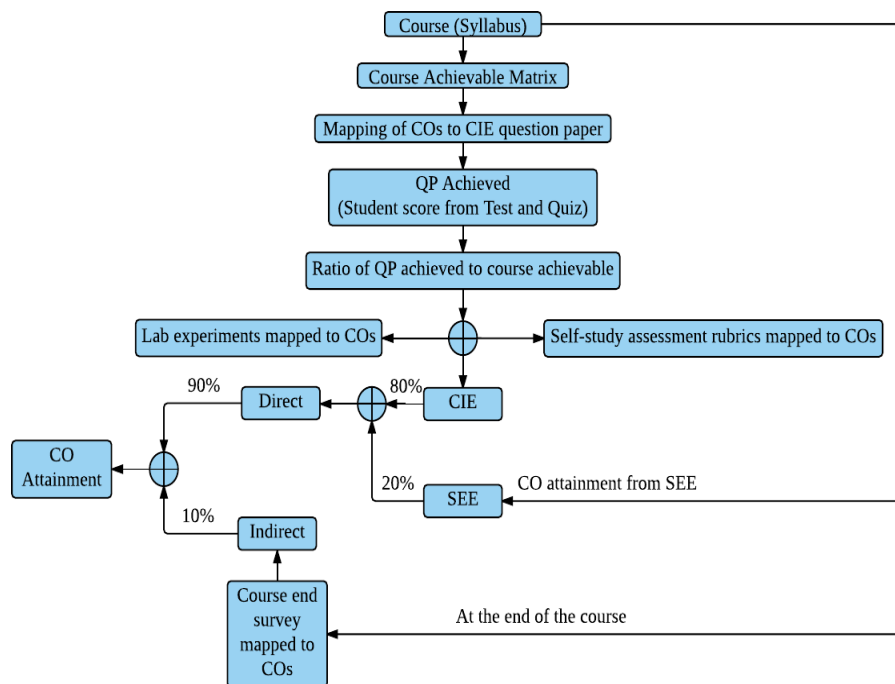 Course (Syllabus)
Course Achievable Matrix
Mapping of COs to CIE question paper
QP Achieved
(Student score from Test and Quiz)
Ratio of QP achieved to course achievable
Lab experiments mapped to COs
Self-study assessment rubrics mapped to COs
90%
Direct
80%
CIE
CO
Attainment
20%
SEE
CO attainment from SEE
10%
Indirect
Course end
survey
mapped to
COs
At the end of the course